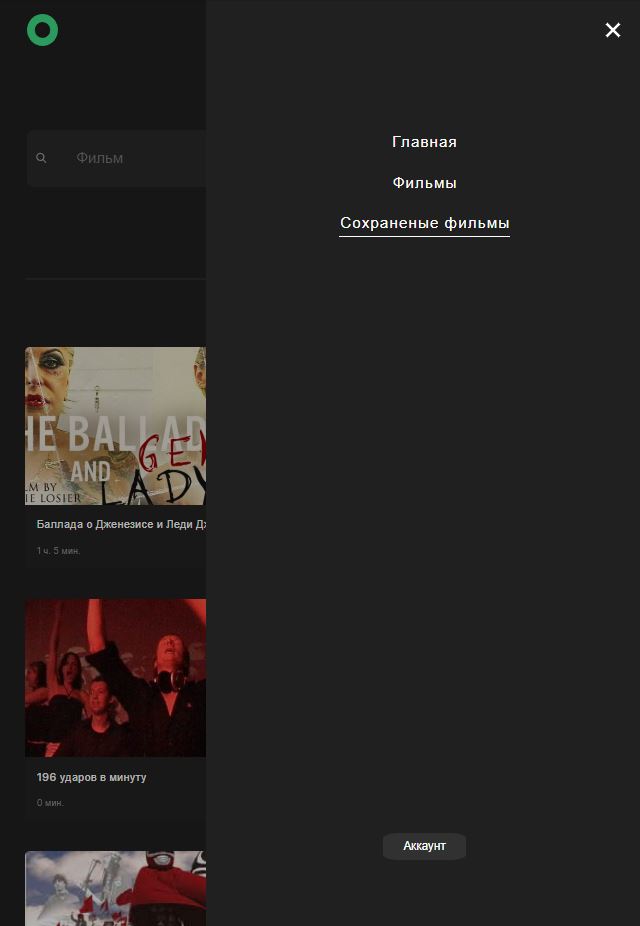 Фильм
Главная
Фильмы
Сохраненые фильмы
HE BALLAD
AND
GEN
LADY
LM BY
IE LOSIER
Баллада о Дженезисе и Леди Дж
1 ч. 5 мин.
196 ударов в минуту
0 мин.
Аккаунт